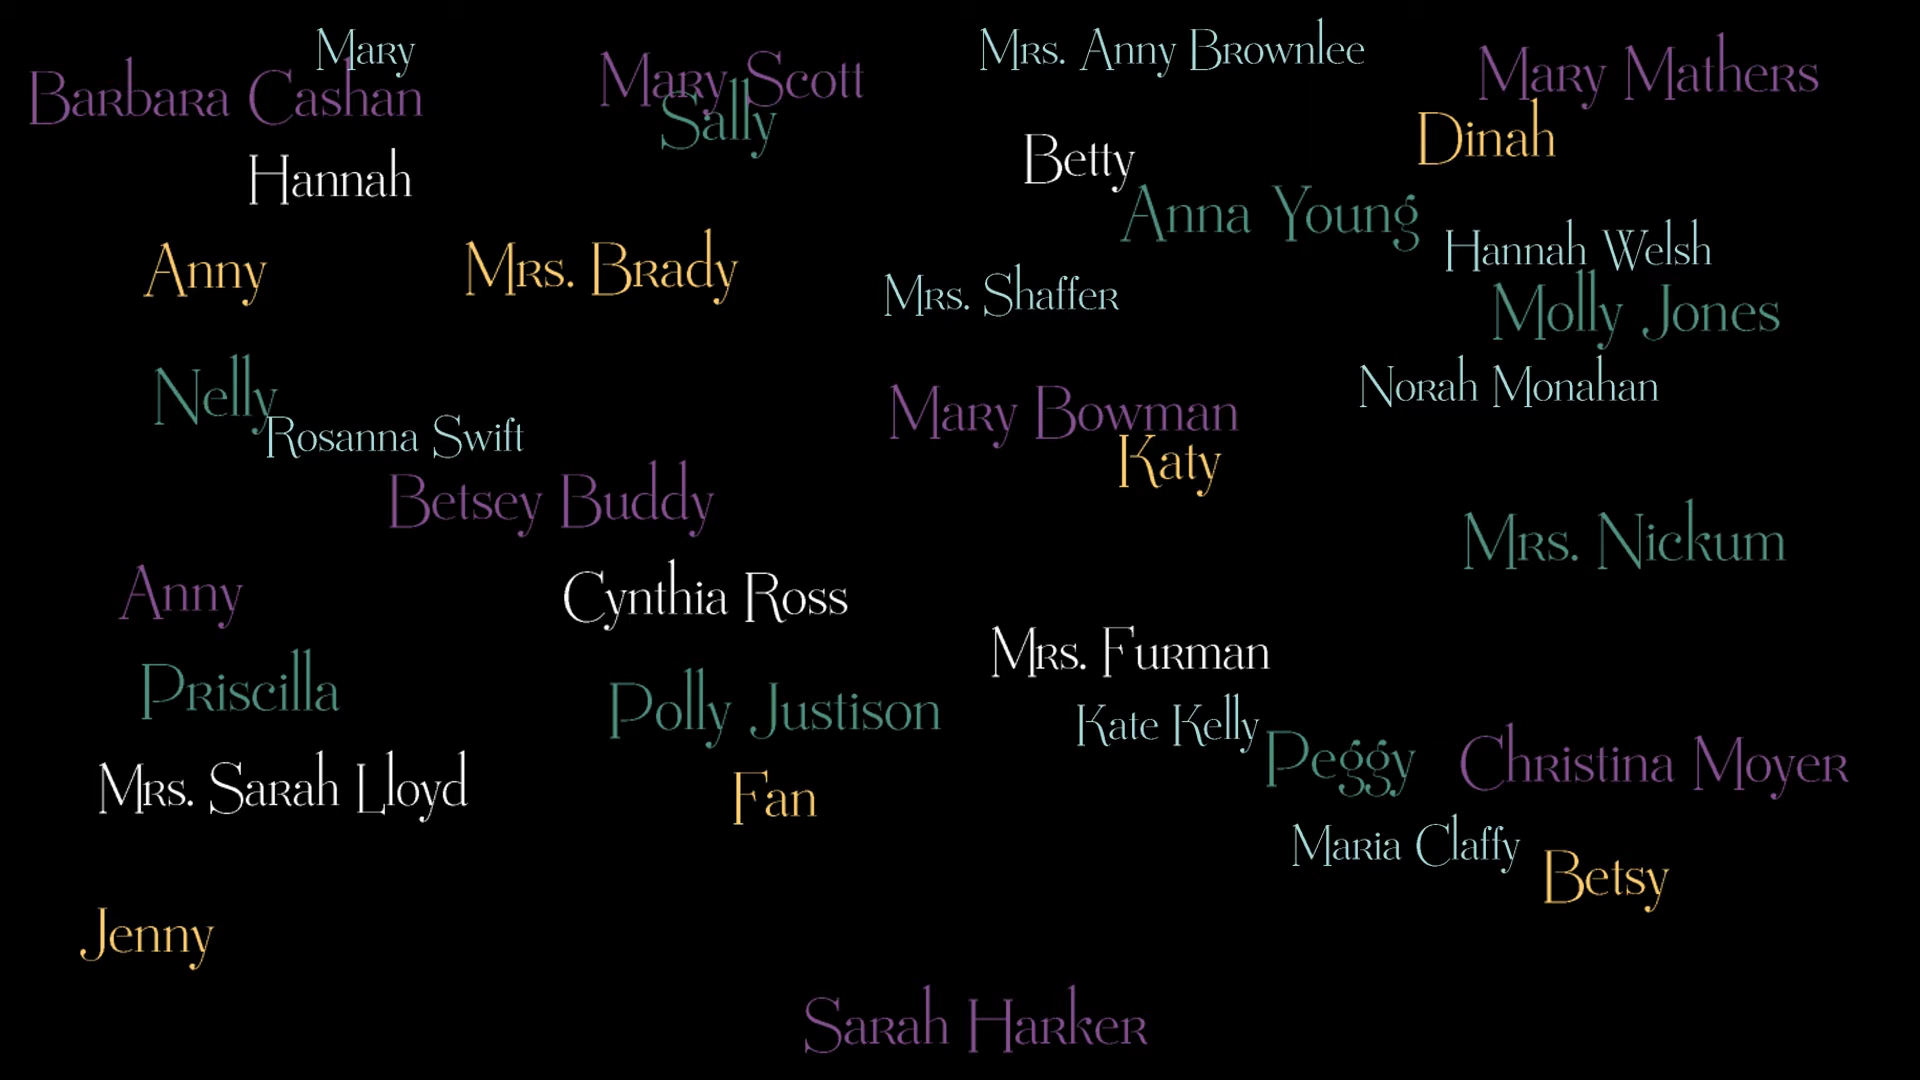 Mary
Barbara Cashan
Mary Scott
Sally
Mrs. Anny Brownlee
Mary Mathers
Dinah
Betty
Hannah
Anna Young
Hannah Welsh
Anny
Mrs. Brady
Mrs. Shaffer
Molly Jones
Nelly
Norah Monahan
Rosanna Swift
Mary Bowman
Katy
Betsey Buddy
Mrs. Nickum
Anny
Cynthia Ross
Mrs. Furman
Priscilla
Polly Justison
Kate Kelly
Peggy
Christina Moyer
Mrs. Sarah Lloyd
Fan
Maria Claffy
Betsy
Jenny
Sarah Harker